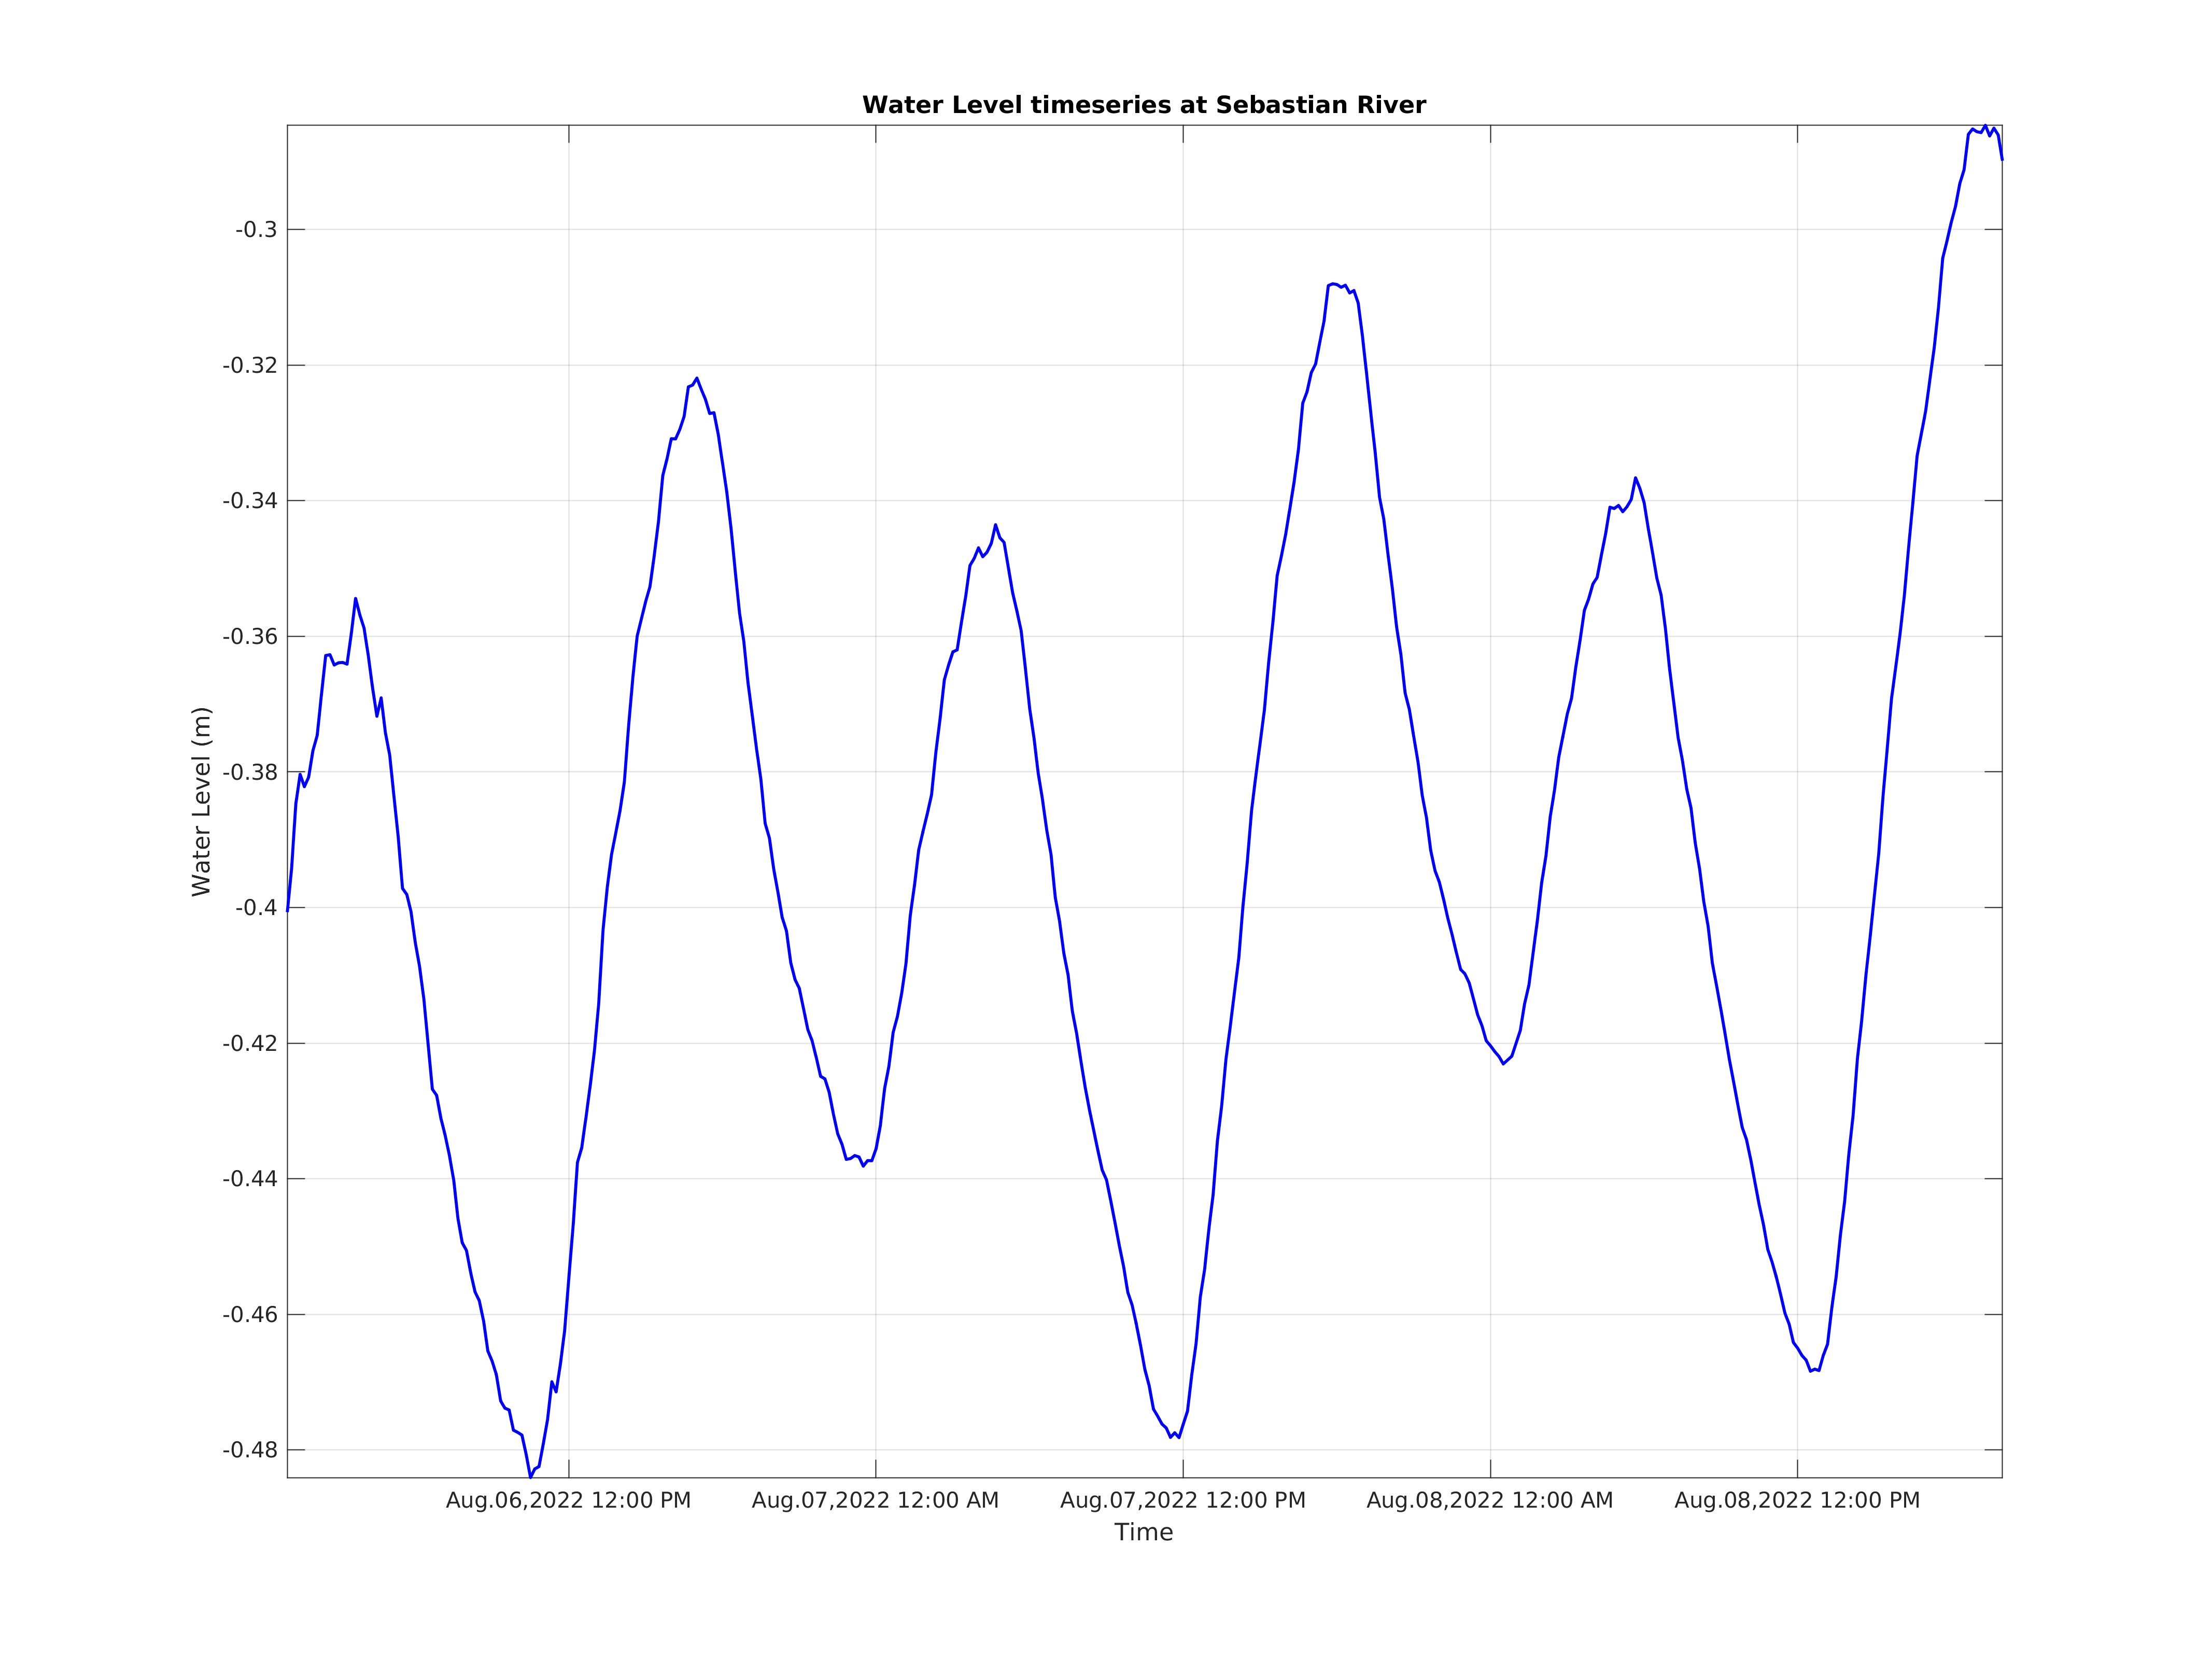 Water Level timeseries at Sebastian River
-0.3
-0.32
-0.34
-0.36
-0.38
-0.4
-0.42
-0.44
-0.46
-0.48
Water Level (m)
Aug.06,2022 12:00 PM
Aug.07,2022 12:00 AM
Aug.07,2022 12:00 PM
Aug.08,2022 12:00 AM
Aug.08,2022 12:00 PM
Time